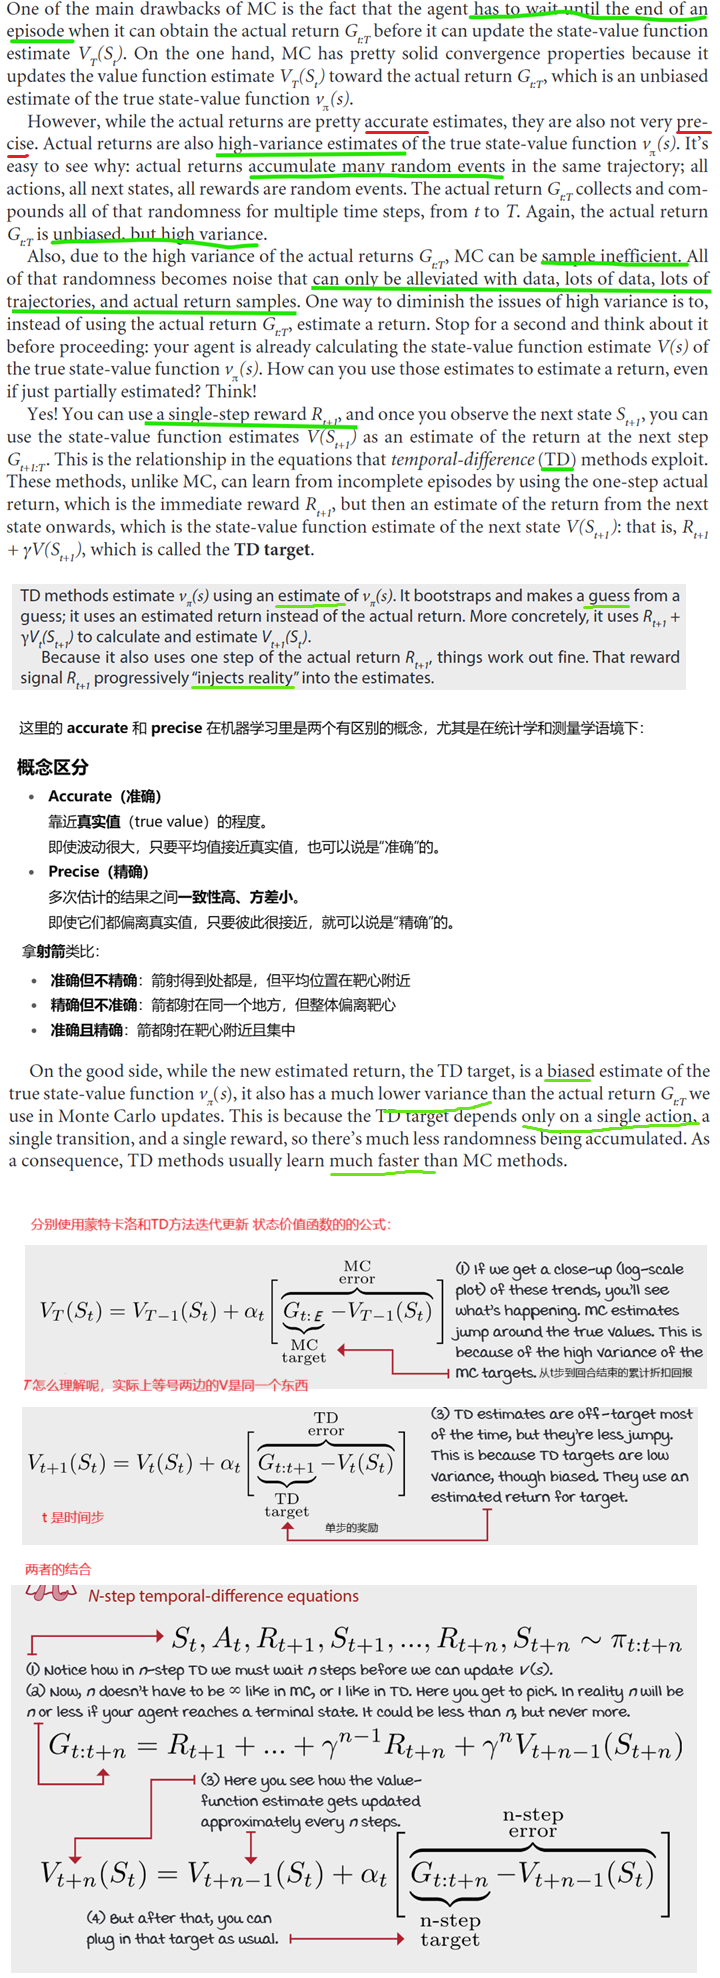 One of the main drawbacks of MC is the fact that the agent has to wait until the end of an
episode when it can obtain the actual return G_{t:T} before it can update the state-value function
estimate V_T(S_t). On the one hand, MC has pretty solid convergence properties because it
updates the value function estimate V_T(S_t) toward the actual return G_{t:T}, which is an unbiased
estimate of the true state-value function v_π(s).
However, while the actual returns are pretty accurate estimates, they are also not very pre-
cise. Actual returns are also high-variance estimates of the true state-value function v_π(s). It's
easy to see why: actual returns accumulate many random events in the same trajectory; all
actions, all next states, all rewards are random events. The actual return G_{t:T} collects and com-
pounds all of that randomness for multiple time steps, from t to T. Again, the actual return
G_{t:T} is unbiased, but high variance.
Also, due to the high variance of the actual returns G_{t:T}, MC can be sample inefficient. All
of that randomness becomes noise that can only be alleviated with data, lots of data, lots of
trajectories, and actual return samples. One way to diminish the issues of high variance is to,
instead of using the actual return G_{t:T}, estimate a return. Stop for a second and think about it
before proceeding: your agent is already calculating the state-value function estimate V(s) of
the true state-value function v_π(s). How can you use those estimates to estimate a return, even
if just partially estimated? Think!
Yes! You can use a single-step reward R_{t+1}, and once you observe the next state S_{t+1}, you can
use the state-value function estimates V(S_{t+1}) as an estimate of the return at the next step
G_{t+1:T}. This is the relationship in the equations that temporal-difference (TD) methods exploit.
These methods, unlike MC, can learn from incomplete episodes by using the one-step actual
return, which is the immediate reward R_{t+1}, but then an estimate of the return from the next
state onwards, which is the state-value function estimate of the next state V(S_{t+1}): that is, R_{t+1}
+ γV(S_{t+1}), which is called the TD target.
TD methods estimate v_π(s) using an estimate of v_π(s). It bootstraps and makes a guess from a
guess; it uses an estimated return instead of the actual return. More concretely, it uses R_{t+1} +
γV_t(S_{t+1}) to calculate and estimate V_{t+1}(S_t).
Because it also uses one step of the actual return R_{t+1}, things work out fine. That reward
signal R_{t+1} progressively “injects reality” into the estimates.
这里的 accurate 和 precise 在机器学习里是两个有区别的概念，尤其是在统计学和测量学语境下：
概念区分
• Accurate（准确）
靠近真实值（true value）的程度。
即使波动很大，只要平均值接近真实值，也可以说是“准确”的。
• Precise（精确）
多次估计的结果之间一致性高、方差小。
即使它们都偏离真实值，只要彼此很接近，就可以说是“精确”的。
拿射箭类比：
• 准确但不精确：箭射得到处都是，但平均位置在靶心附近
• 精确但不准确：箭都射在同一个地方，但整体偏离靶心
• 准确且精确：箭都射在靶心附近且集中
On the good side, while the new estimated return, the TD target, is a biased estimate of the
true state-value function v_π(s), it also has a much lower variance than the actual return G_{t:T} we
use in Monte Carlo updates. This is because the TD target depends only on a single action, a
single transition, and a single reward, so there's much less randomness being accumulated. As
a consequence, TD methods usually learn much faster than MC methods.
分别使用蒙特卡洛和TD方法迭代更新 状态价值函数的的公式：
MC
error
V_T(S_t) = V_{T-1}(S_t) + α_t [ G_{t:E} − V_{T-1}(S_t) ]
MC
target
(1) If we get a close-up (log-scale
plot) of these trends, you'll see
what's happening. MC estimates
jump around the true values. This is
because of the high variance of the
MC targets. 从t步到回合结束的累计折扣回报
T怎么理解呢，实际上等号两边的V是同一个东西
TD
error
V_{t+1}(S_t) = V_t(S_t) + α_t [ G_{t:t+1} − V_t(S_t) ]
TD
target
(3) TD estimates are off-target most
of the time, but they're less jumpy.
This is because TD targets are low
variance, though biased. They use an
estimated return for target.
t 是时间步
单步的奖励
两者的结合
N-step temporal-difference equations
S_t, A_t, R_{t+1}, S_{t+1}, ..., R_{t+n}, S_{t+n} ∼ π_{t:t+n}
(1) Notice how in n-step TD we must wait n steps before we can update V(s).
(2) Now, n doesn't have to be ∞ like in MC, or 1 like in TD. Here you get to pick. In reality n will be
n or less if your agent reaches a terminal state. It could be less than n, but never more.
G_{t:t+n} = R_{t+1} + ... + γ^{n-1}R_{t+n} + γ^n V_{t+n-1}(S_{t+n})
(3) Here you see how the value-
function estimate gets updated
approximately every n steps.
n-step
error
V_{t+n}(S_t) = V_{t+n-1}(S_t) + α_t [ G_{t:t+n} − V_{t+n-1}(S_t) ]
n-step
target
(4) But after that, you can
plug in that target as usual.